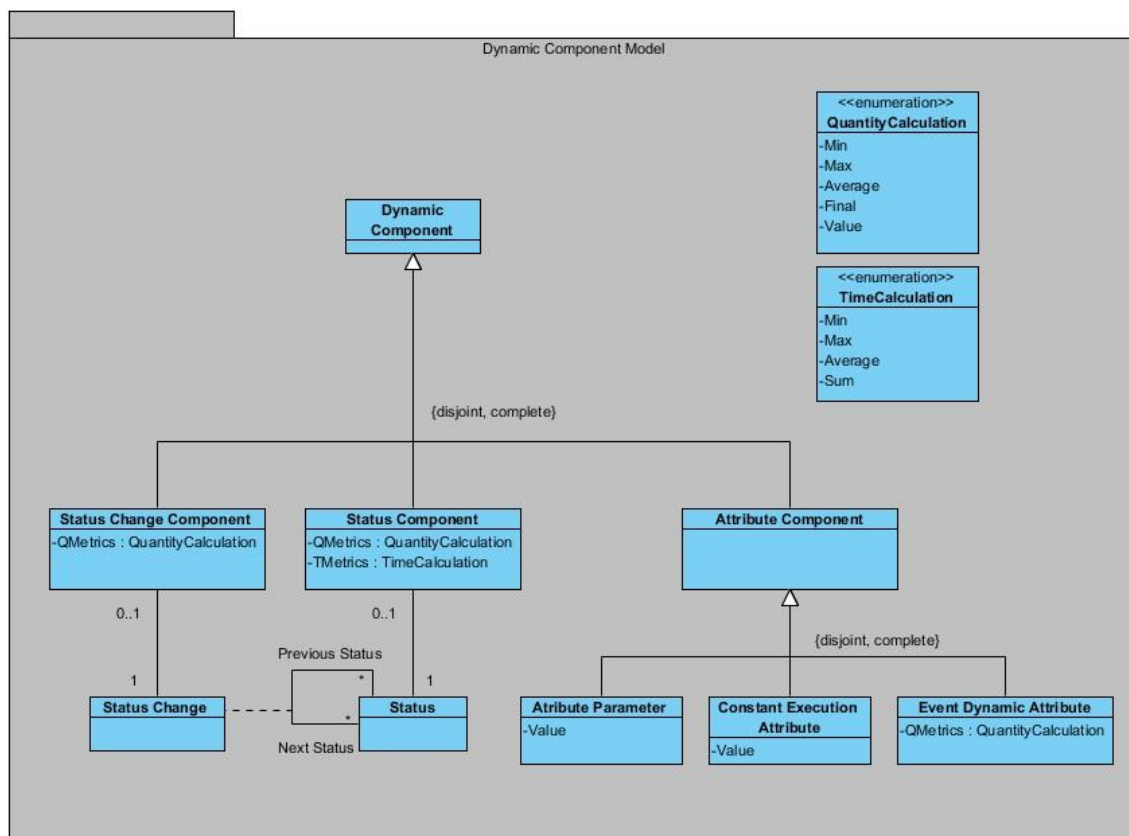 Dynamic Component Model
<<enumeration>>
QuantityCalculation
-Min
-Max
-Average
-Final
-Value
Dynamic
Component
<<enumeration>>
TimeCalculation
-Min
-Max
-Average
-Sum
{disjoint, complete}
Status Change Component
-QMetrics : QuantityCalculation
Status Component
-QMetrics : QuantityCalculation
-TMetrics : TimeCalculation
Attribute Component
0..1
0..1
{disjoint, complete}
Previous Status
1
*
1
Status Change
Status
*
Next Status
Atribute Parameter
-Value
Constant Execution
Attribute
-Value
Event Dynamic Attribute
-QMetrics : QuantityCalculation